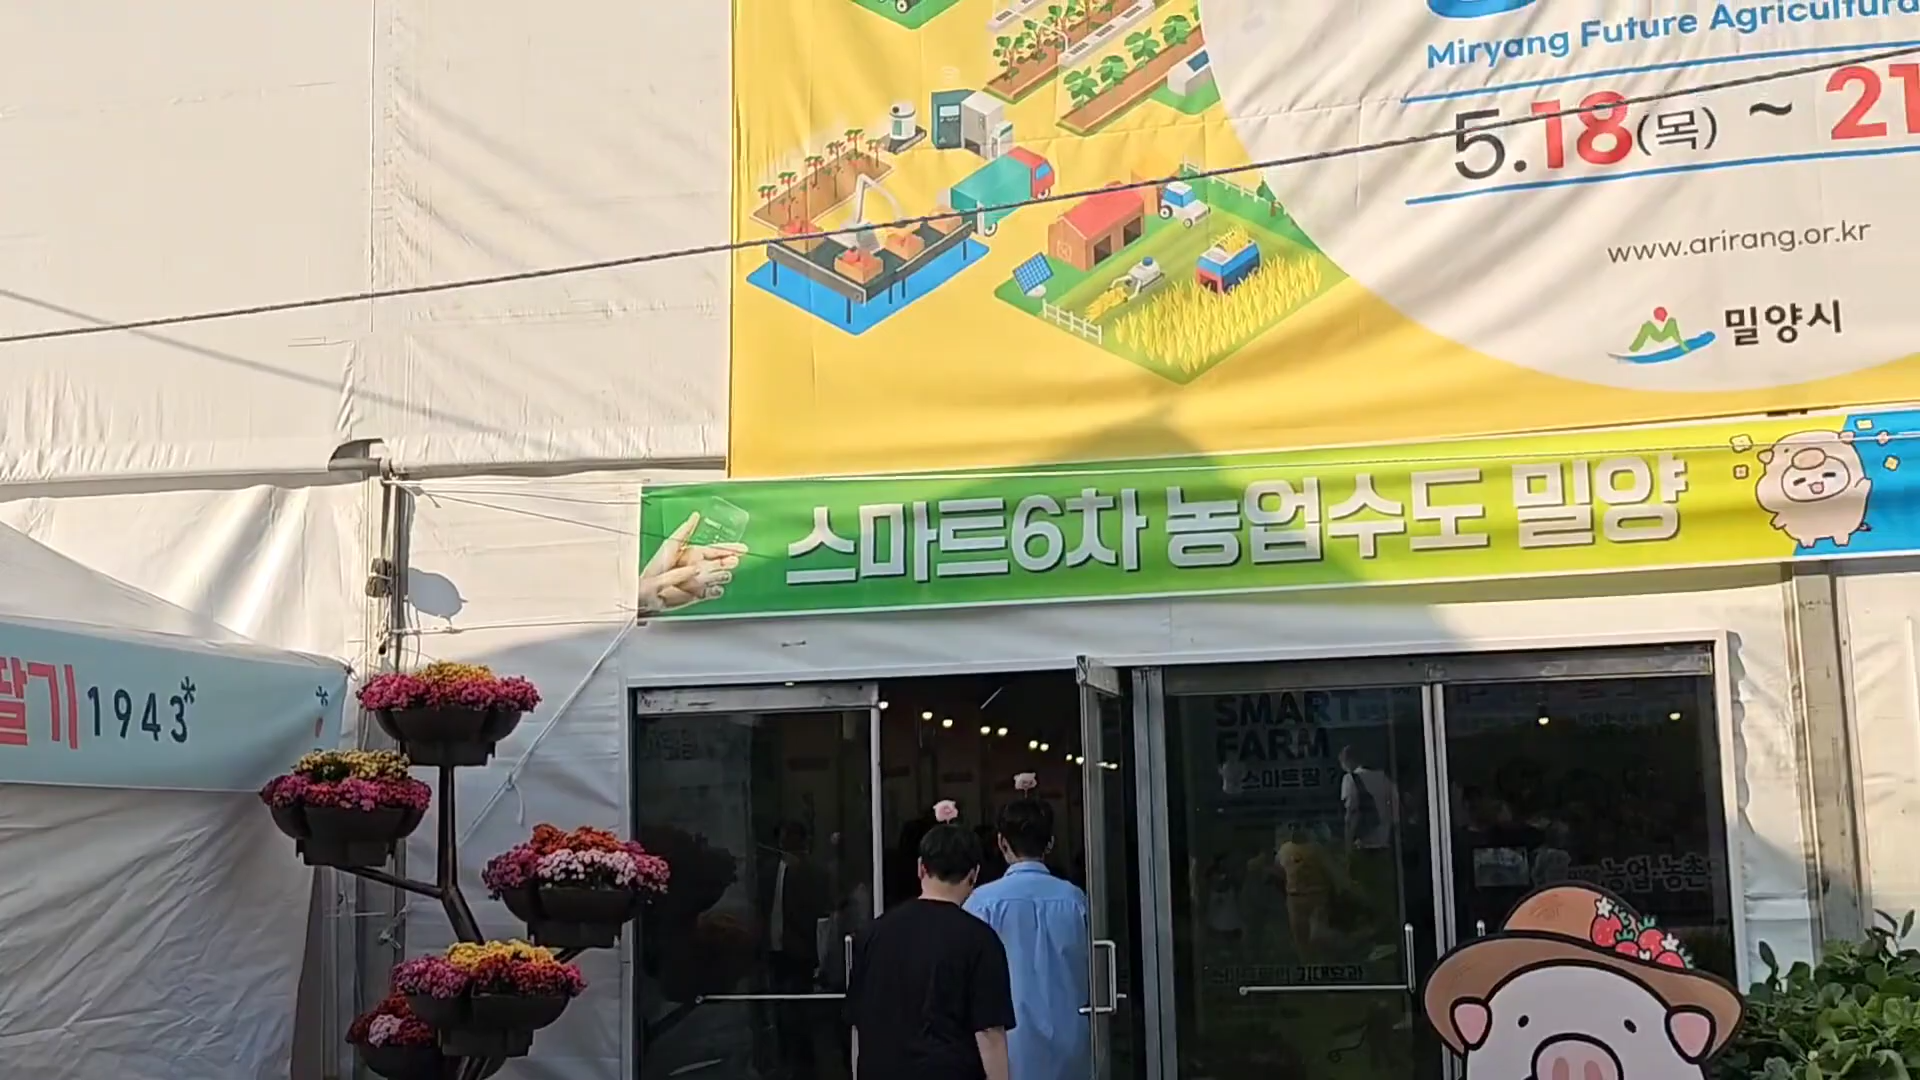 Miryang Future Agricultura
5.18(목) ~ 21
www.arirang.or.kr
밀양시
스마트6차 농업수도 밀양
딸기 1943*
SMART
FARM
스마트팜 ?
농업·농촌